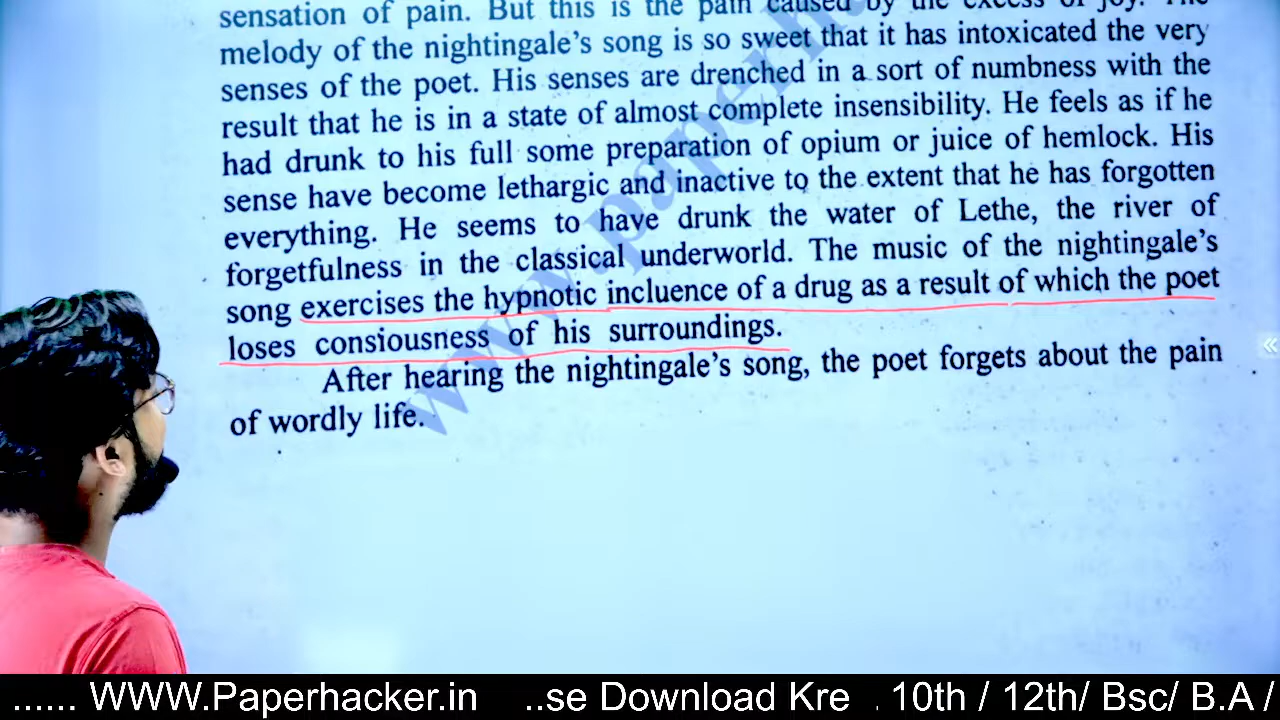 sensation of pain. But this is the pain caused by the excess of joy. The
melody of the nightingale's song is so sweet that it has intoxicated the very
senses of the poet. His senses are drenched in a sort of numbness with the
result that he is in a state of almost complete insensibility. He feels as if he
had drunk to his full some preparation of opium or juice of hemlock. His
sense have become lethargic and inactive to the extent that he has forgotten
everything. He seems to have drunk the water of Lethe, the river of
forgetfulness in the classical underworld. The music of the nightingale's
song exercises the hypnotic incluence of a drug as a result of which the poet
loses consiousness of his surroundings.
After hearing the nightingale's song, the poet forgets about the pain
of wordly life.
www.paperha
...... WWW.Paperhacker.in ..se Download Kre . 10th / 12th/ Bsc/ B.A /